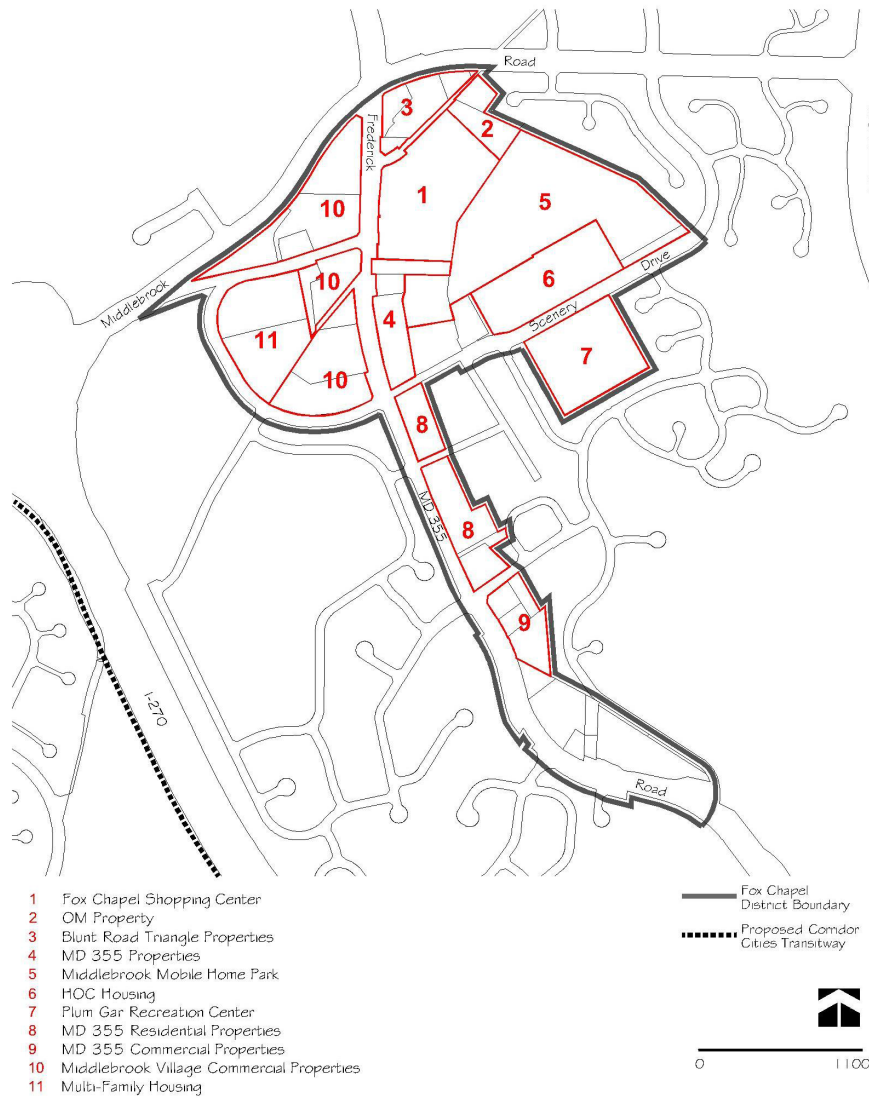 Road
3
Frederick
2
1
5
10
6
Drive
10
Middlebrook
4
Scenery
11
7
10
8
MD 355
8
9
I-270
Road
1 Fox Chapel Shopping Center
2 OM Property
3 Blunt Road Triangle Properties
4 MD 355 Properties
5 Middlebrook Mobile Home Park
6 HOC Housing
7 Plum Gar Recreation Center
8 MD 355 Residential Properties
9 MD 355 Commercial Properties
10 Middlebrook Village Commercial Properties
11 Multi-Family Housing
Fox Chapel
District Boundary
Proposed Corridor
Cities Transitway
0 1100